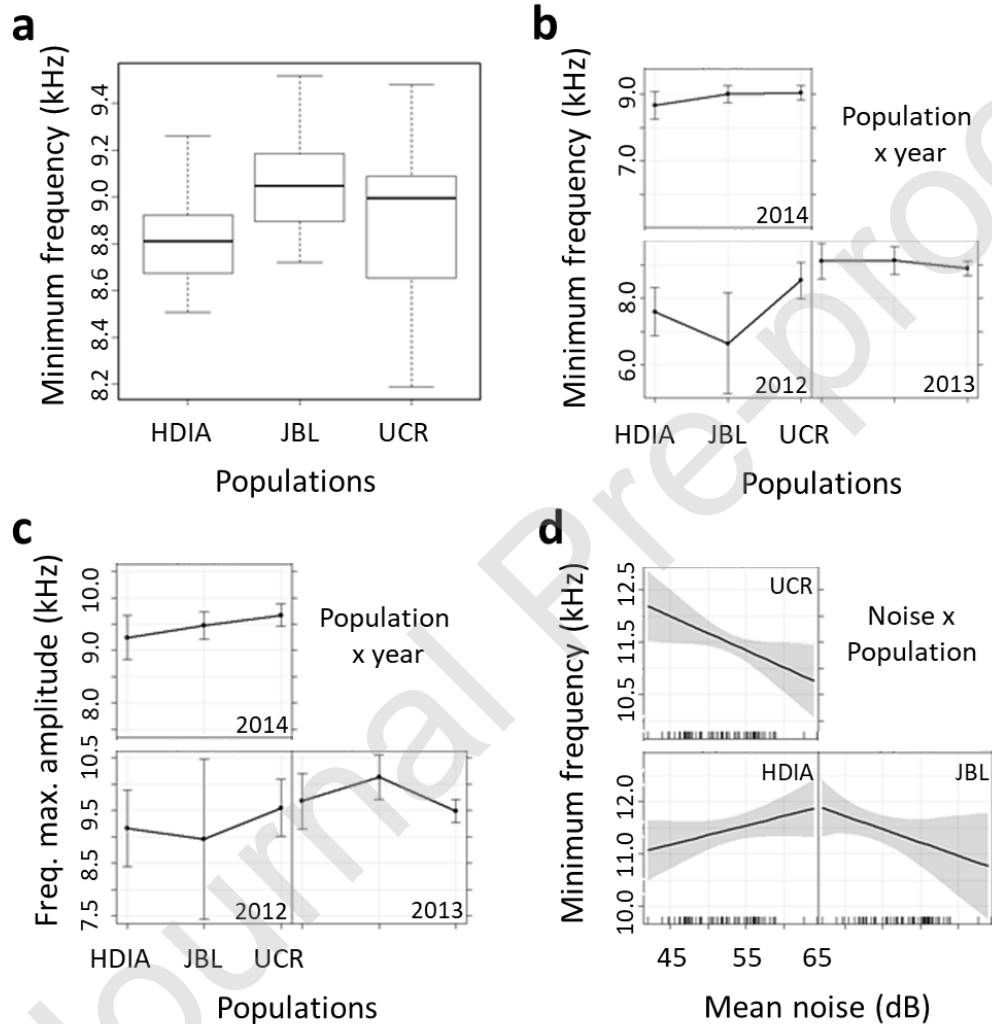 a
Minimum frequency (kHz)
9.4
9.2
9.0
8.8
8.6
8.4
8.2
HDIA JBL UCR
Populations
b
Minimum frequency (kHz)
9.0
7.0
2014
Population
x year
8.0
6.0
2012
2013
HDIA JBL UCR
Populations
c
Freq. max. amplitude (kHz)
10.0
9.0
8.0
2014
Population
x year
10.5
9.5
8.5
7.5
2012
2013
HDIA JBL UCR
Populations
d
Minimum frequency (kHz)
12.5
11.5
10.5
UCR
Noise x
Population
12.0
11.0
10.0
HDIA
JBL
45 55 65
Mean noise (dB)
Journal Pre-proo